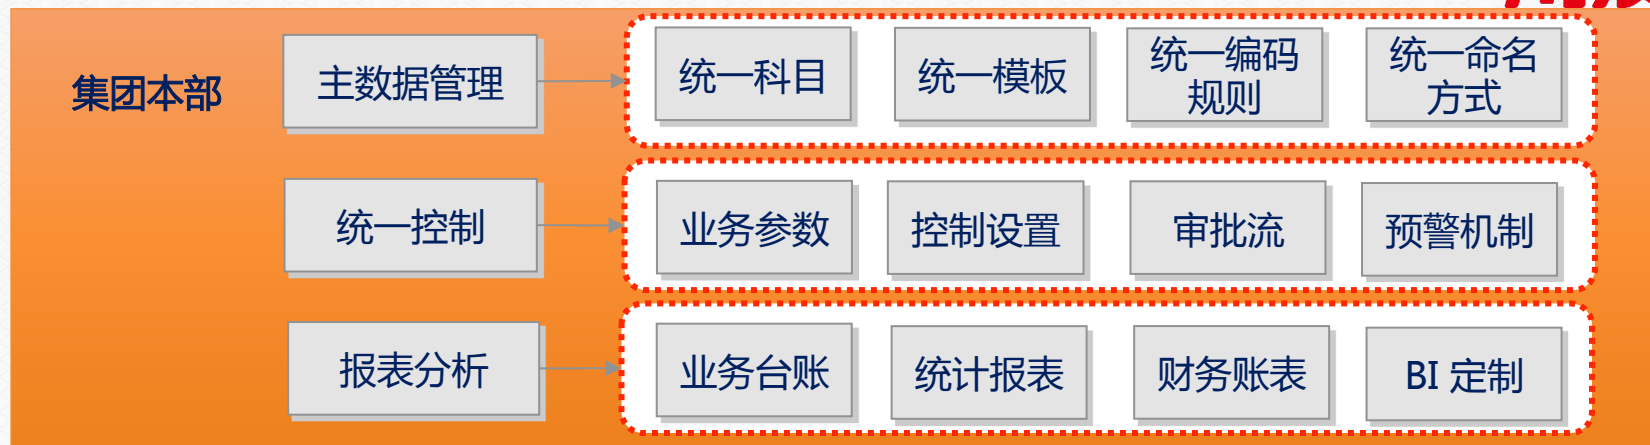 集团本部
主数据管理
统一科目
统一模板
统一编码
规则
统一命名
方式
统一控制
业务参数
控制设置
审批流
预警机制
报表分析
业务台账
统计报表
财务账表
BI 定制